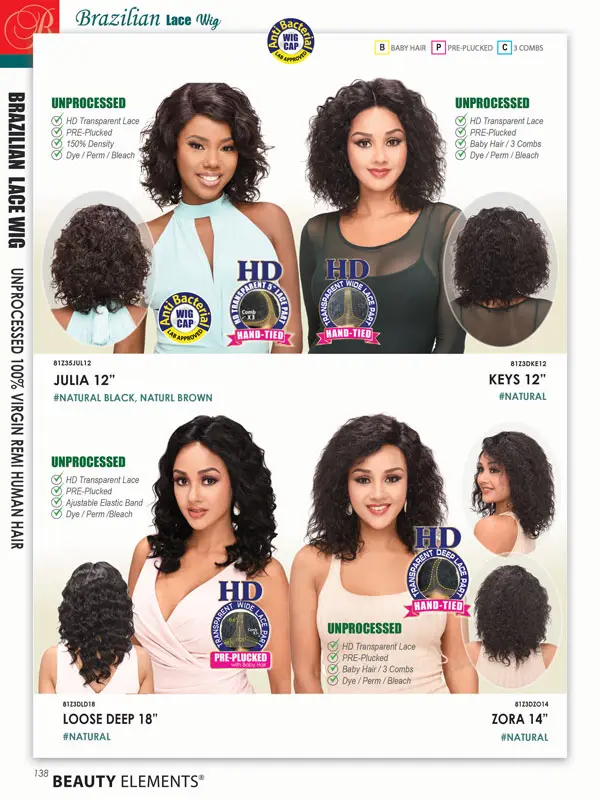 Brazilian Lace Wig
Anti Bacterial
WIG
CAP
LAB APPROVED
B BABY HAIR P PRE-PLUCKED C 3 COMBS
BRAZILIAN LACE WIG
UNPROCESSED 100% VIRGIN REMI HUMAN HAIR
UNPROCESSED
HD Transparent Lace
PRE-Plucked
150% Density
Dye / Perm / Bleach
UNPROCESSED
HD Transparent Lace
PRE-Plucked
Baby Hair / 3 Combs
Dye / Perm / Bleach
Anti Bacterial
WIG
CAP
LAB APPROVED
HD
HD TRANSPARENT 5" LACE PART
Comb
X 3
HAND-TIED
HD
TRANSPARENT WIDE LACE PART
HAND-TIED
81Z35JUL12
JULIA 12”
#NATURAL BLACK, NATURL BROWN
81Z3DKE12
KEYS 12”
#NATURAL
UNPROCESSED
HD Transparent Lace
PRE-Plucked
Ajustable Elastic Band
Dye / Perm /Bleach
HD
TRANSPARENT WIDE LACE PART
PRE-PLUCKED
with Baby Hair
HD
TRANSPARENT DEEP LACE PART
HAND-TIED
UNPROCESSED
HD Transparent Lace
PRE-Plucked
Baby Hair / 3 Combs
Dye / Perm / Bleach
81Z3DLD18
LOOSE DEEP 18”
#NATURAL
81Z3DZO14
ZORA 14”
#NATURAL
138 BEAUTY ELEMENTS®